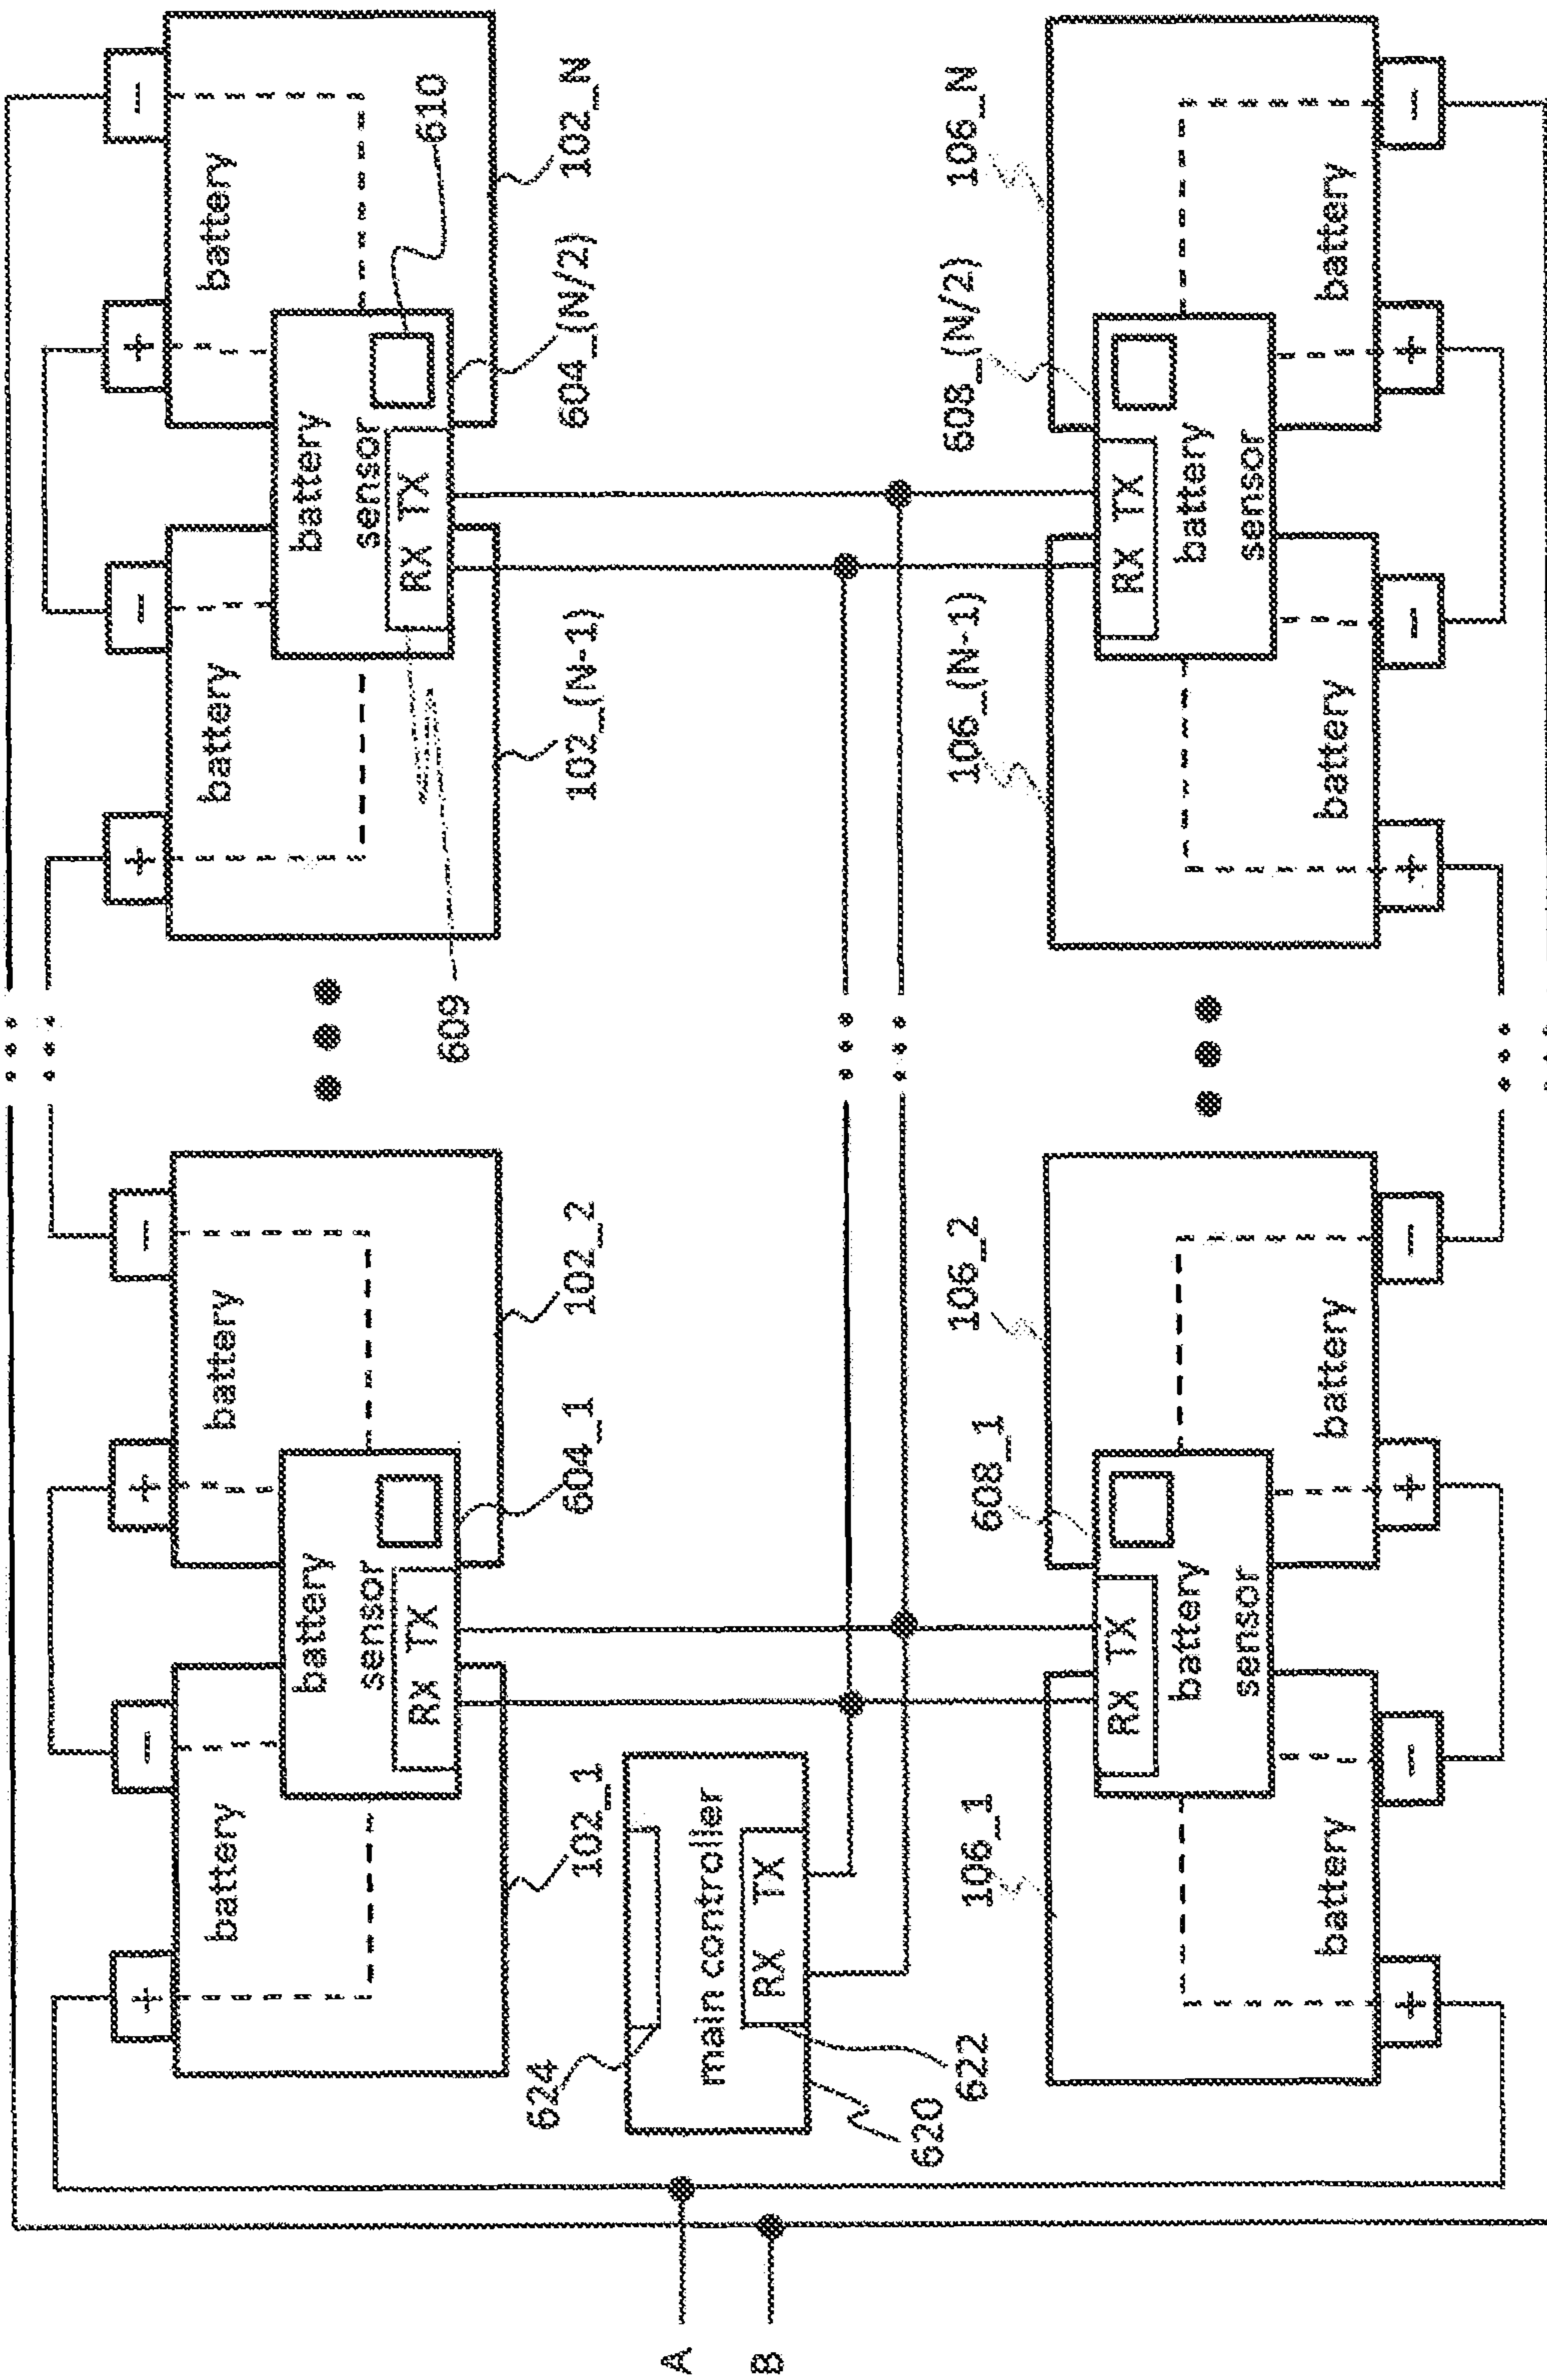 + − + − + − + −
battery battery battery battery
battery battery
sensor sensor
RX TX RX TX
610
609
624
102_1 604_1 102_2 102_(N-1) 604_(N/2) 102_N
A
main controller
B
RX TX
620
622
106_1 608_1 106_2 106_(N-1) 608_(N/2) 106_N
RX TX RX TX
battery battery
sensor sensor
battery battery battery battery
+ − + − + − + −